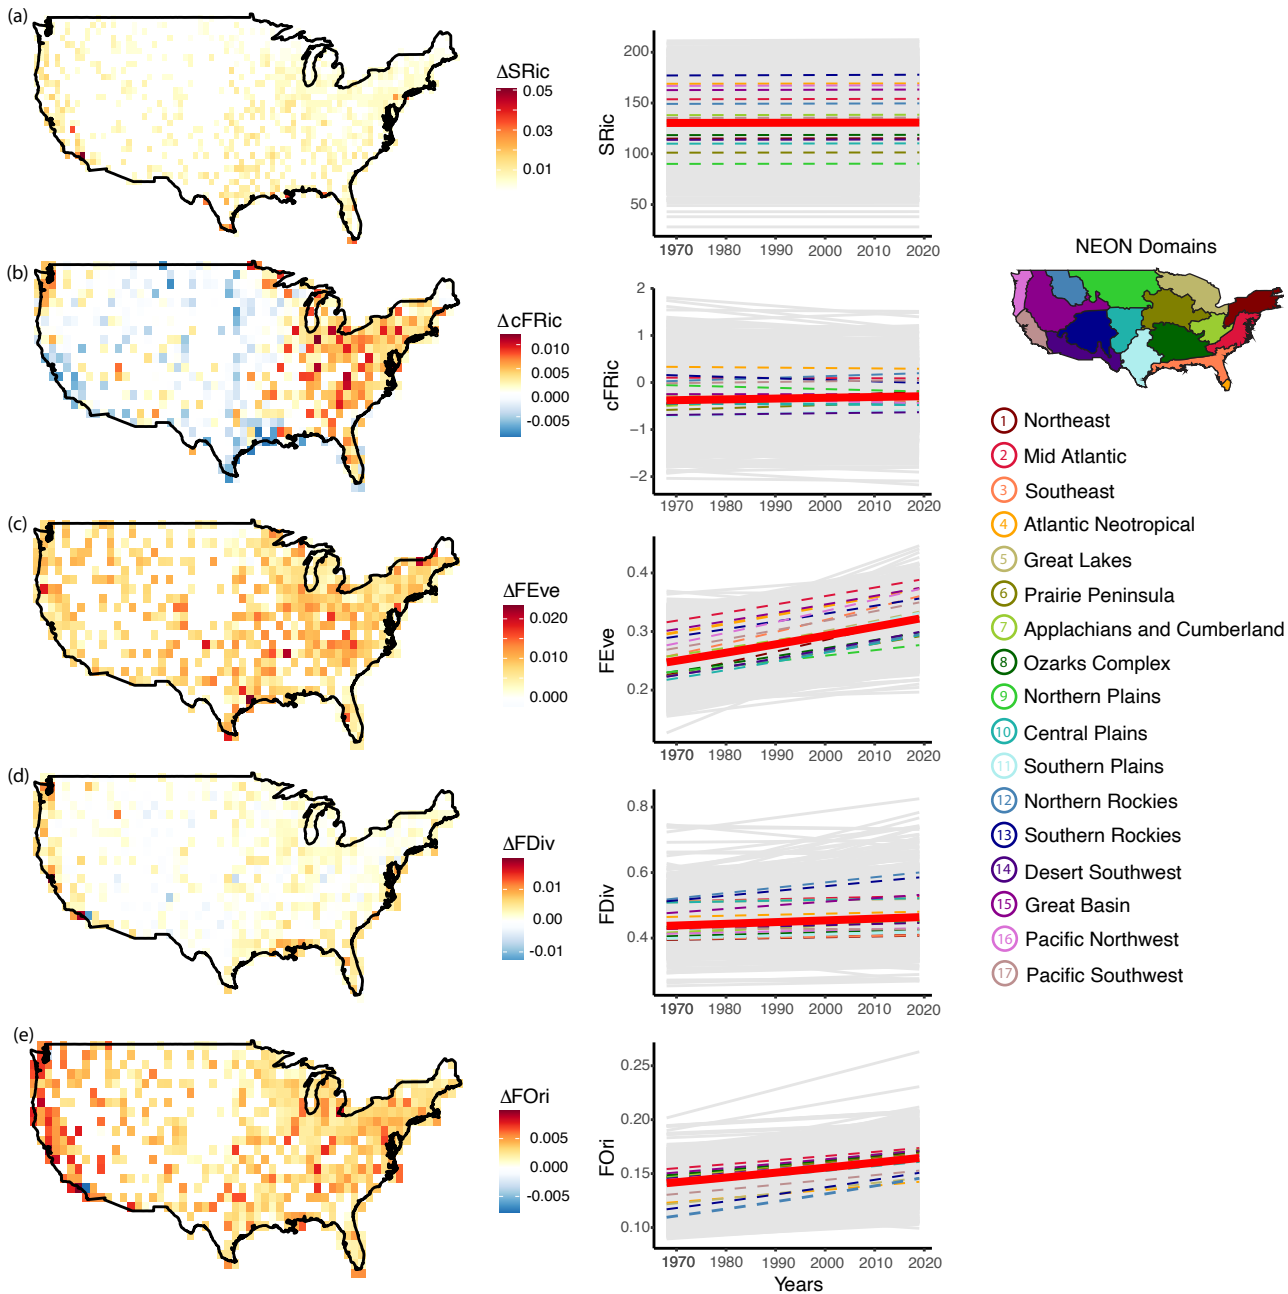 (a)
ΔSRic
0.05
0.03
0.01
SRic
200
150
100
50
1970 1980 1990 2000 2010 2020
(b)
ΔcFRic
0.010
0.005
0.000
-0.005
cFRic
2
1
0
−1
−2
1970 1980 1990 2000 2010 2020
(c)
ΔFEve
0.020
0.010
0.000
FEve
0.4
0.3
0.2
1970 1980 1990 2000 2010 2020
(d)
ΔFDiv
0.01
0.00
-0.01
FDiv
0.8
0.6
0.4
1970 1980 1990 2000 2010 2020
(e)
ΔFOri
0.005
0.000
-0.005
FOri
0.25
0.20
0.15
0.10
1970 1980 1990 2000 2010 2020
Years
NEON Domains
1 Northeast
2 Mid Atlantic
3 Southeast
4 Atlantic Neotropical
5 Great Lakes
6 Prairie Peninsula
7 Applachians and Cumberland
8 Ozarks Complex
9 Northern Plains
10 Central Plains
11 Southern Plains
12 Northern Rockies
13 Southern Rockies
14 Desert Southwest
15 Great Basin
16 Pacific Northwest
17 Pacific Southwest